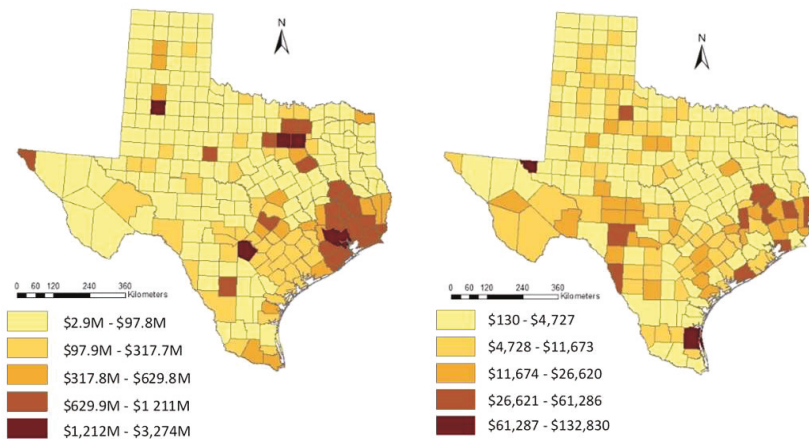 N
0 60 120 240 360
Kilometers
$2.9M - $97.8M
$97.9M - $317.7M
$317.8M - $629.8M
$629.9M - $1 211M
$1,212M - $3,274M
N
0 60 120 240 360
Kilometers
$130 - $4,727
$4,728 - $11,673
$11,674 - $26,620
$26,621 - $61,286
$61,287 - $132,830